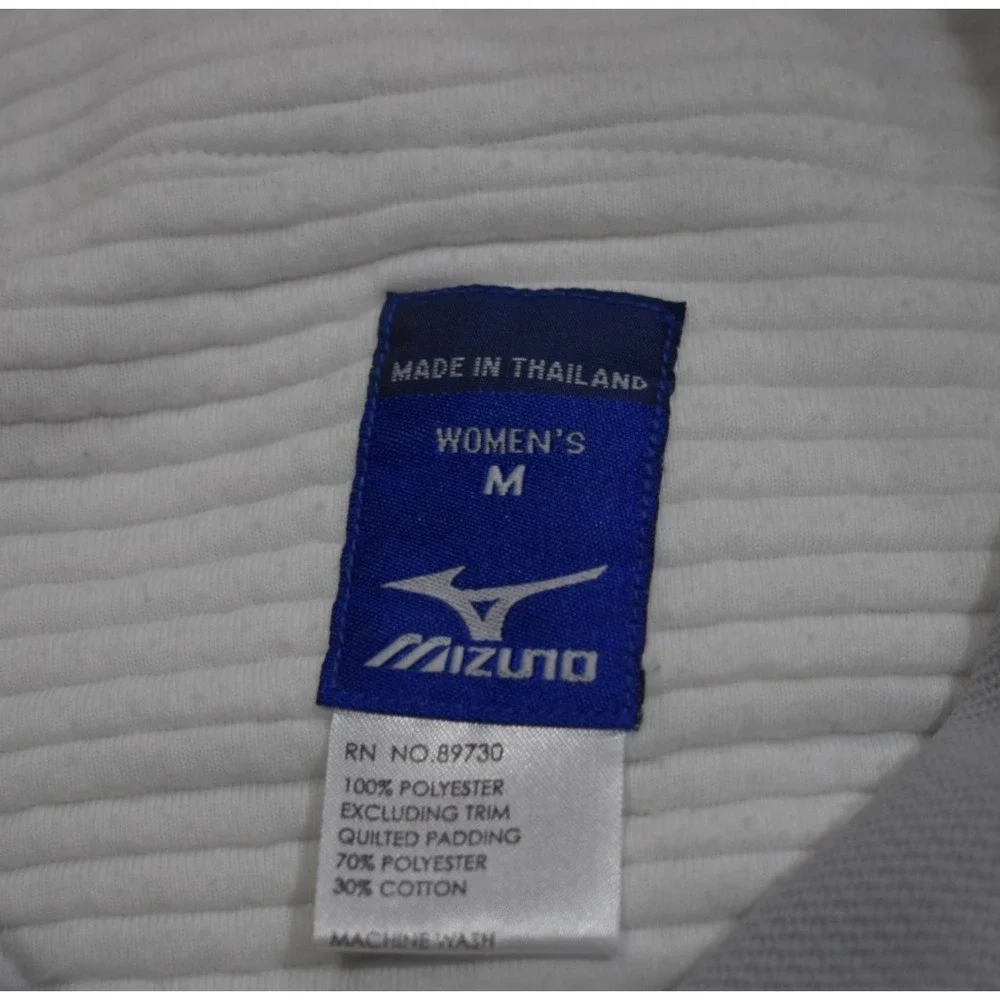 MADE IN THAILAND
WOMEN'S
M
MIZUNO
RN NO.89730
100% POLYESTER
EXCLUDING TRIM
QUILTED PADDING
70% POLYESTER
30% COTTON
MACHINE WASH